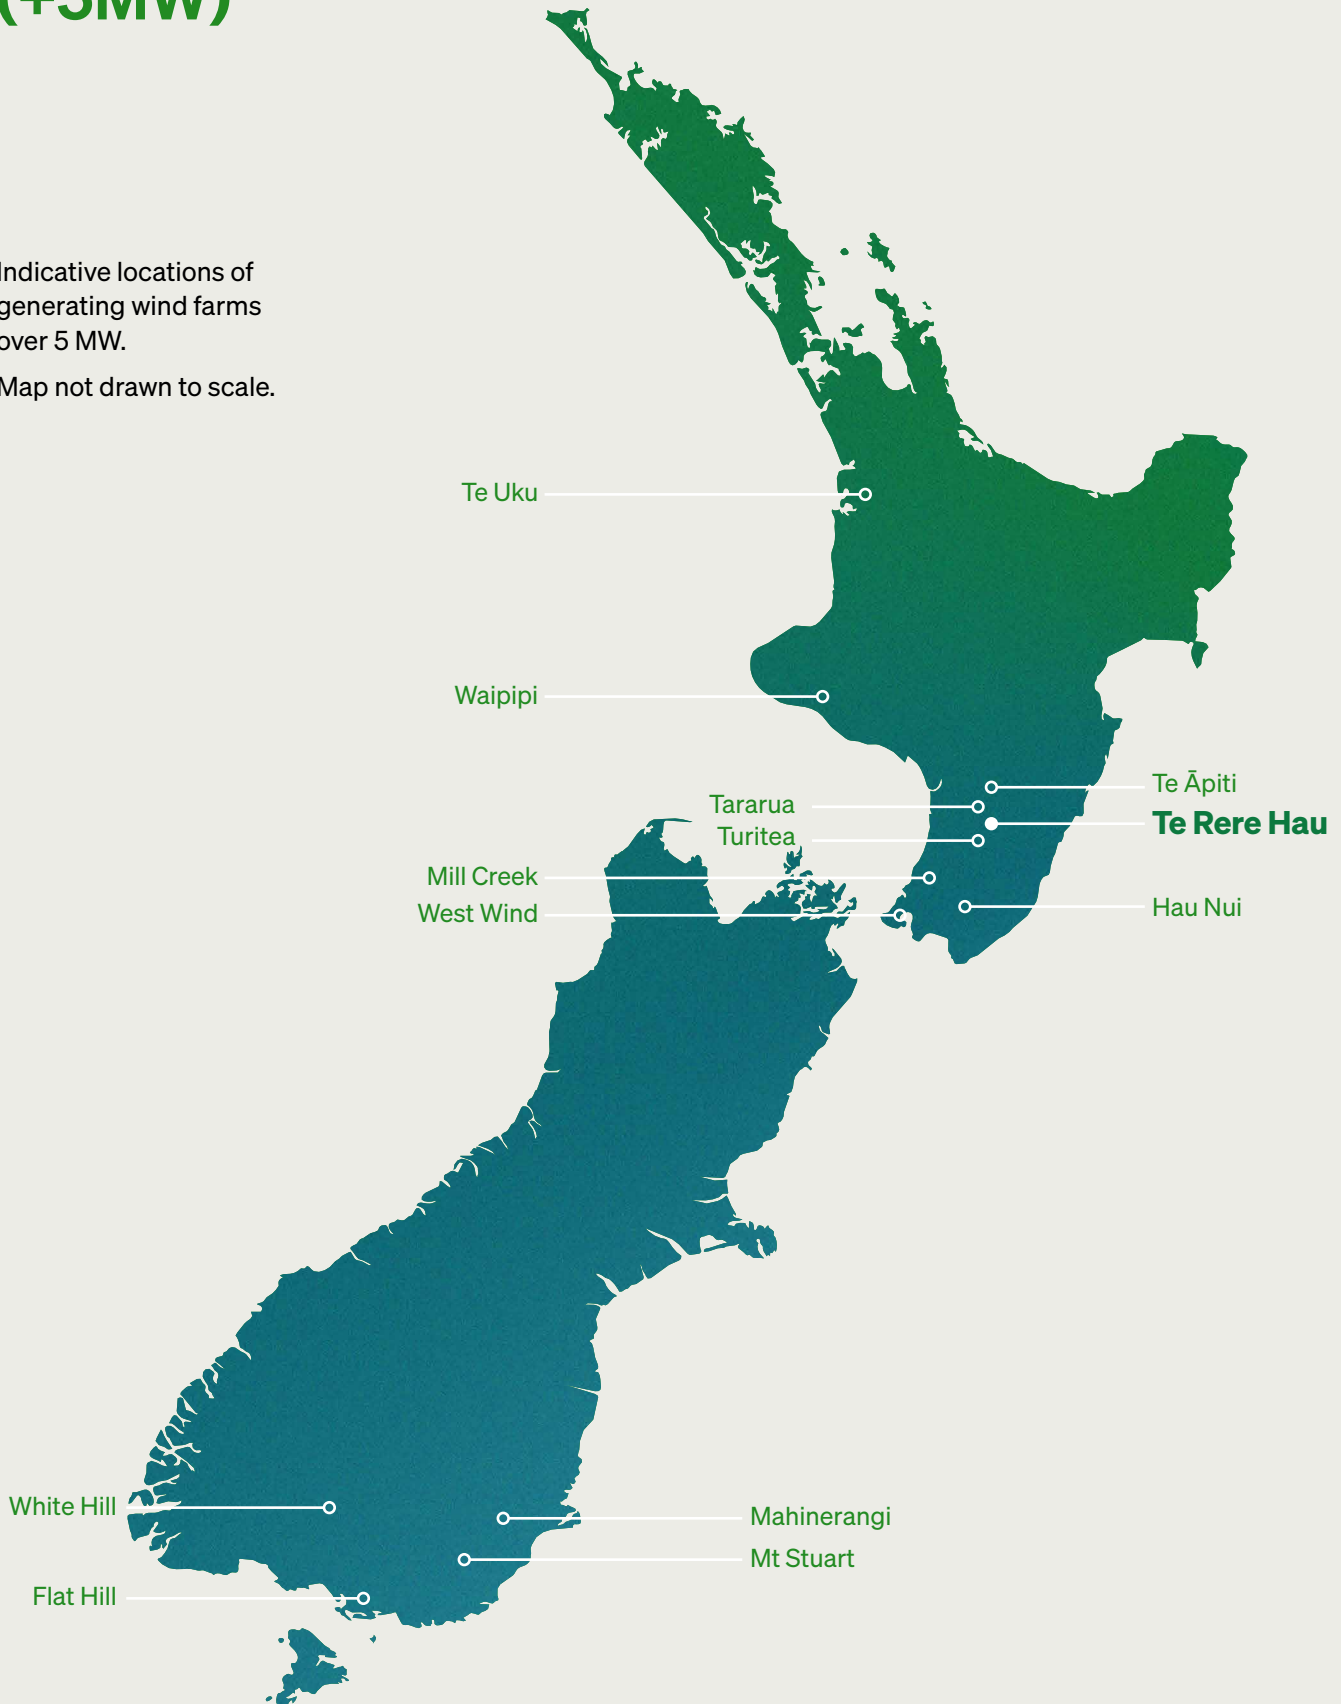 (+5MW)
Indicative locations of
generating wind farms
over 5 MW.
Map not drawn to scale.
Te Uku
Waipipi
Te Āpiti
Tararua
Te Rere Hau
Turitea
Mill Creek
West Wind
Hau Nui
White Hill
Mahinerangi
Mt Stuart
Flat Hill